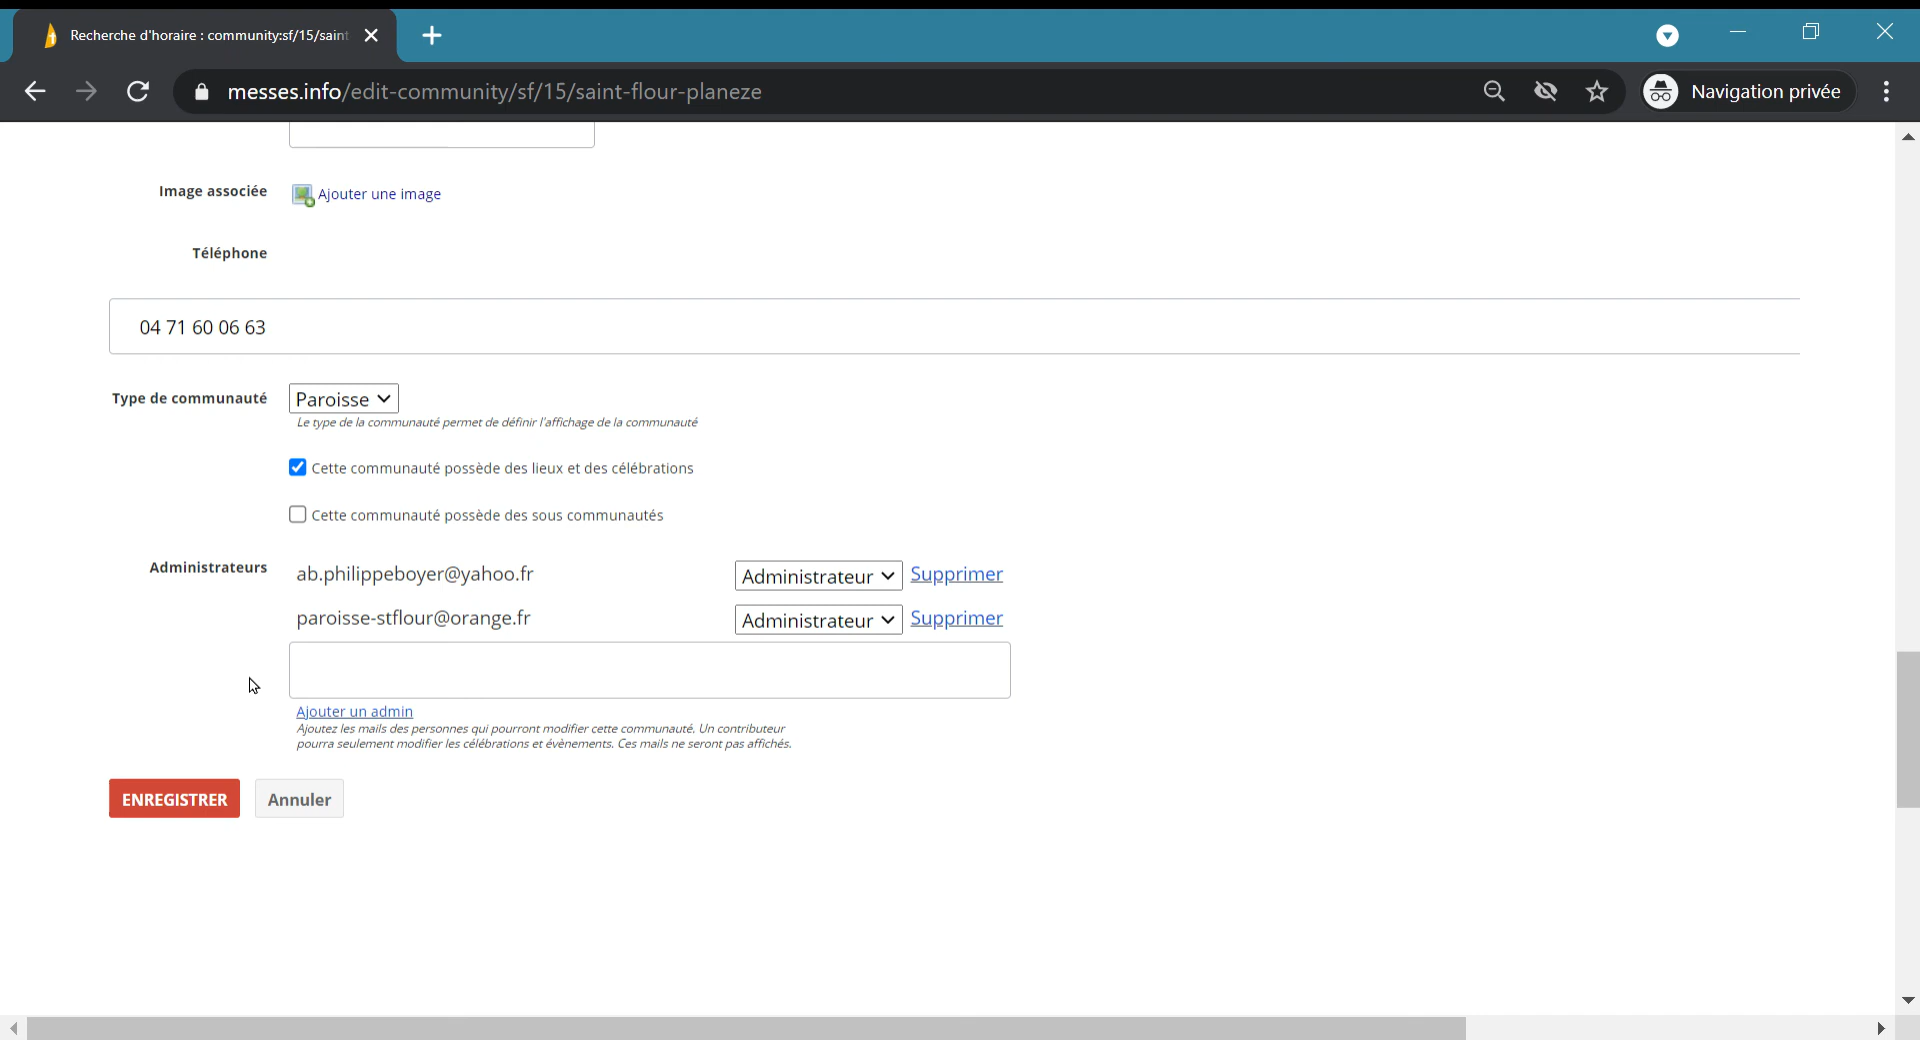 Recherche d'horaire : community:sf/15/saint
messes.info/edit-community/sf/15/saint-flour-planeze
Navigation privée
Image associée
Ajouter une image
Téléphone
04 71 60 06 63
Type de communauté
Paroisse
Le type de la communauté permet de définir l'affichage de la communauté
Cette communauté possède des lieux et des célébrations
Cette communauté possède des sous communautés
Administrateurs
ab.philippeboyer@yahoo.fr Administrateur Supprimer
paroisse-stflour@orange.fr Administrateur Supprimer
Ajouter un admin
Ajoutez les mails des personnes qui pourront modifier cette communauté. Un contributeur
pourra seulement modifier les célébrations et évènements. Ces mails ne seront pas affichés.
ENREGISTRER Annuler